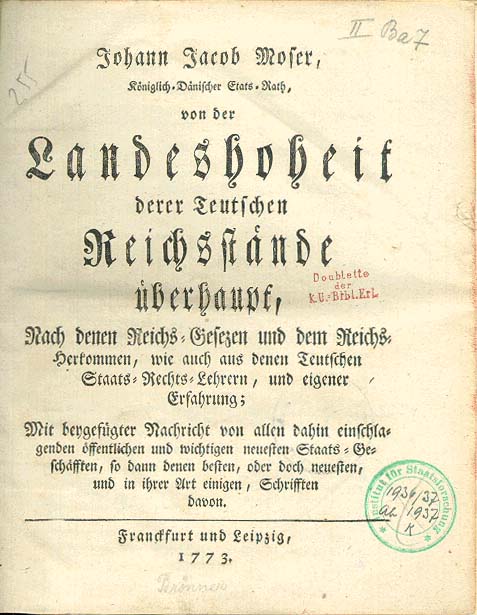 II Ba7
255
Johann Jacob Moser,
Königlich-Dänischer Etats-Rath,
von der
Landeshoheit
derer Teutschen
Reichsstände
überhaupt,
Doublette
der
K.U.-Bibl.Erl.
Nach denen Reichs-Gesezen und dem Reichs-
Herkommen, wie auch aus denen Teutschen
Staats-Rechts-Lehrern, und eigener
Erfahrung;
Mit beygefügter Nachricht von allen dahin einschla-
genden öffentlichen und wichtigen neuesten Staats-Ge-
schäfften, so dann denen besten, oder doch neuesten,
und in ihrer Art einigen, Schrifften
davon.
Institut für Staatsforschung
1936/37
1937
K
Franckfurt und Leipzig,
1773.
Brönner